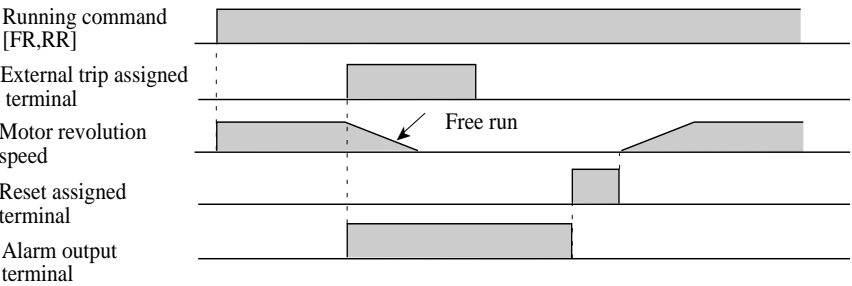 Running command
[FR,RR]
External trip assigned
terminal
Motor revolution
speed
Free run
Reset assigned
terminal
Alarm output
terminal